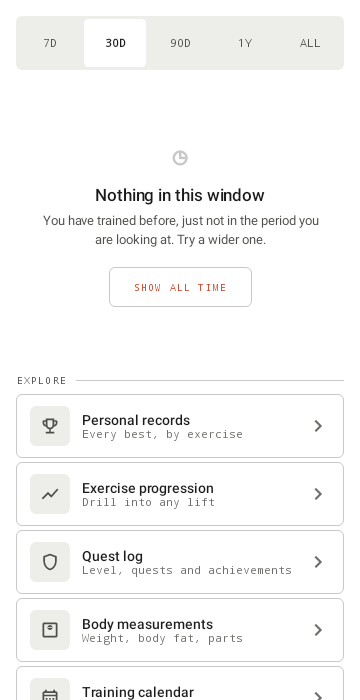 7D 30D 90D 1Y ALL
Nothing in this window
You have trained before, just not in the period you
are looking at. Try a wider one.
SHOW ALL TIME
EXPLORE
Personal records
Every best, by exercise
Exercise progression
Drill into any lift
Quest log
Level, quests and achievements
Body measurements
Weight, body fat, parts
Training calendar